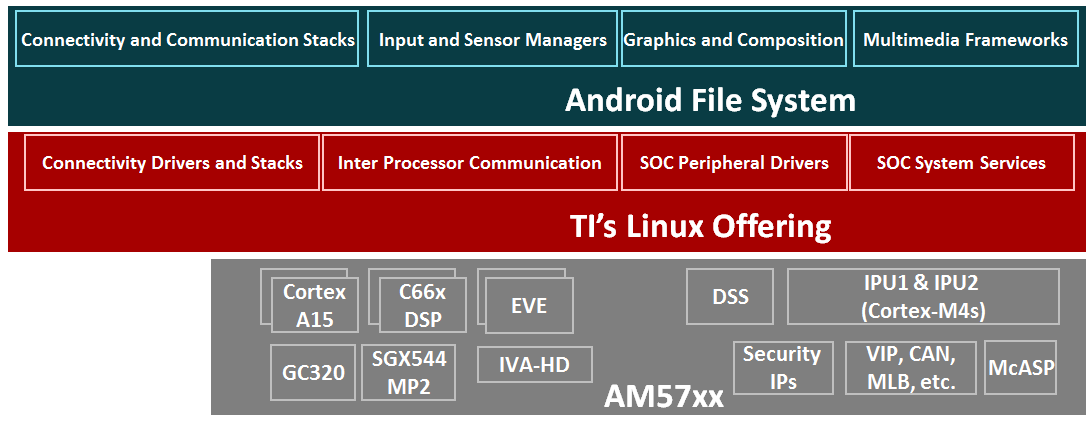 Connectivity and Communication Stacks
Input and Sensor Managers
Graphics and Composition
Multimedia Frameworks
Android File System
Connectivity Drivers and Stacks
Inter Processor Communication
SOC Peripheral Drivers
SOC System Services
TI’s Linux Offering
Cortex
A15
C66x
DSP
EVE
DSS
IPU1 & IPU2
(Cortex-M4s)
GC320
SGX544
MP2
IVA-HD
Security
IPs
VIP, CAN,
MLB, etc.
McASP
AM57xx